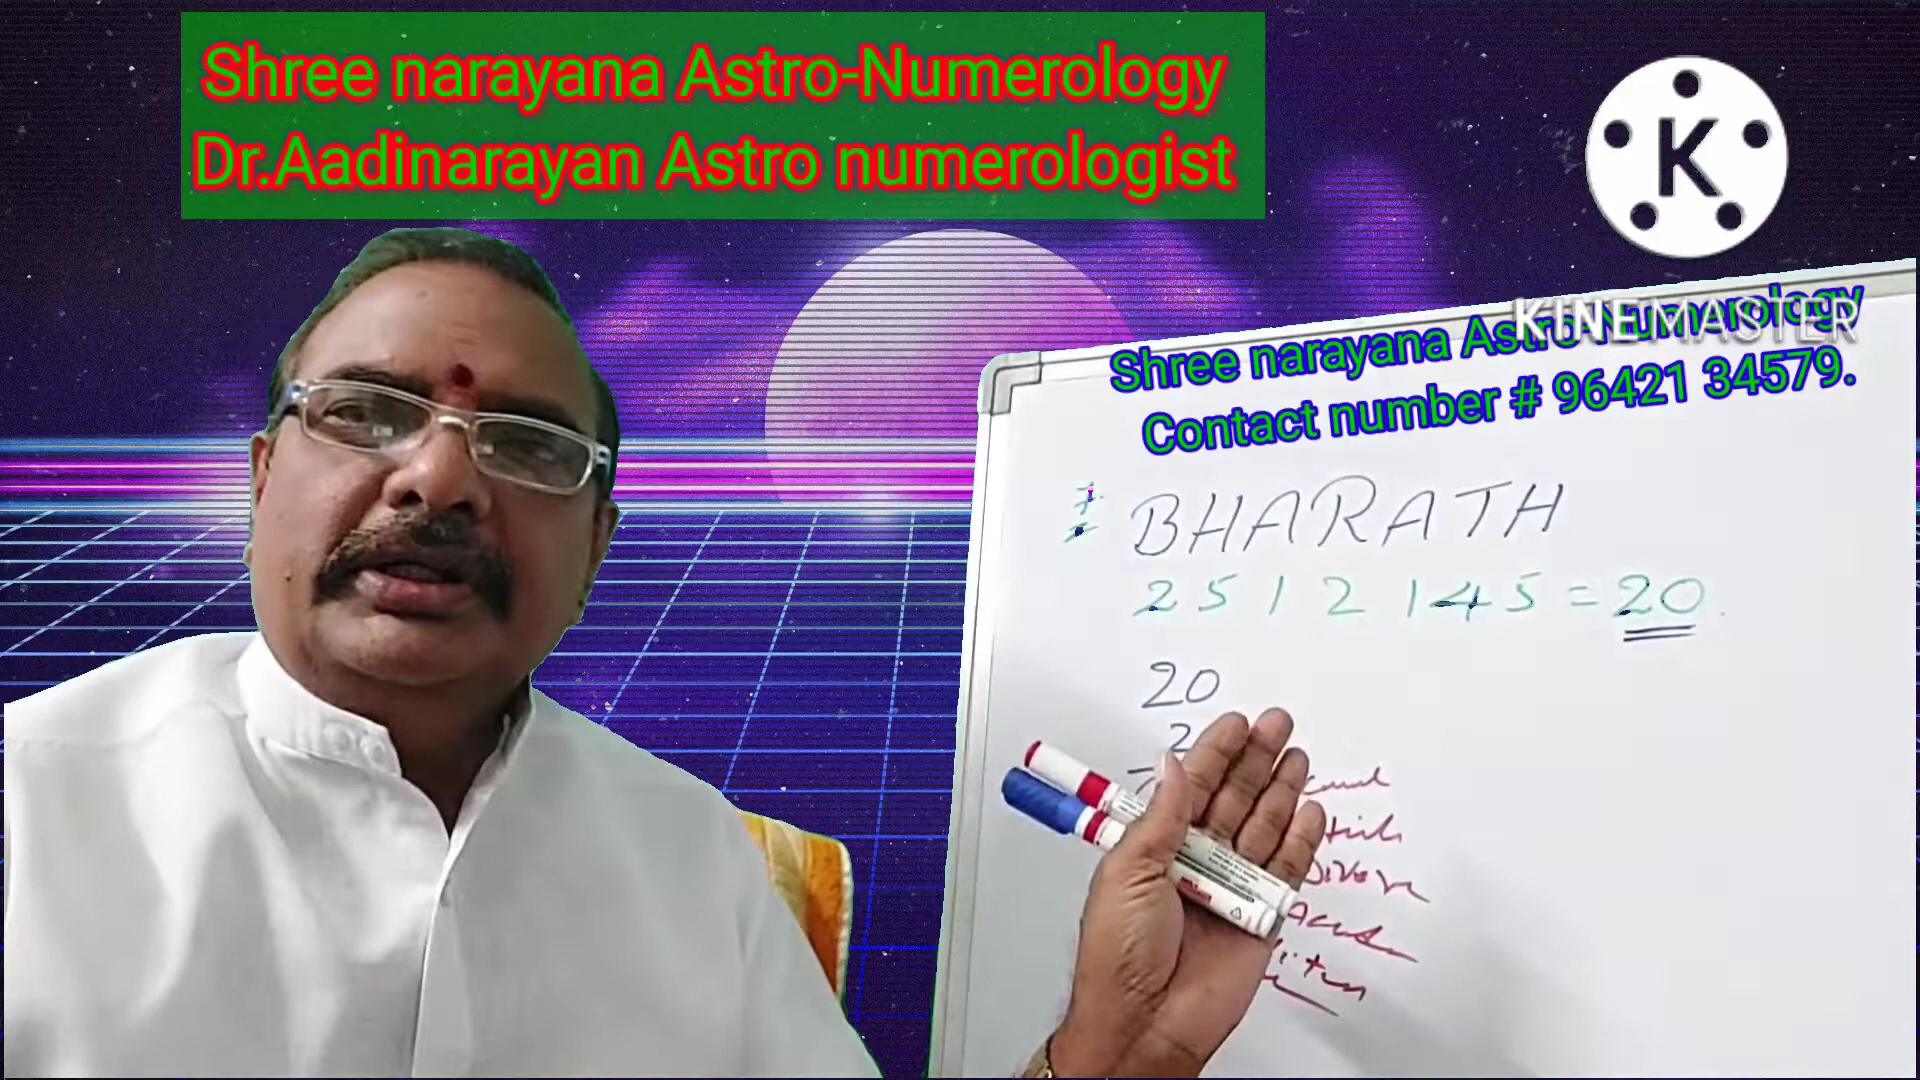 Shree narayana Astro-Numerology
Dr.Aadinarayan Astro numerologist
K
KINEMASTER
Shree narayana Astro-Numerology
Contact number # 96421 34579.
BHARATH
2 5 1 2 1 4 5 = 20
20
2